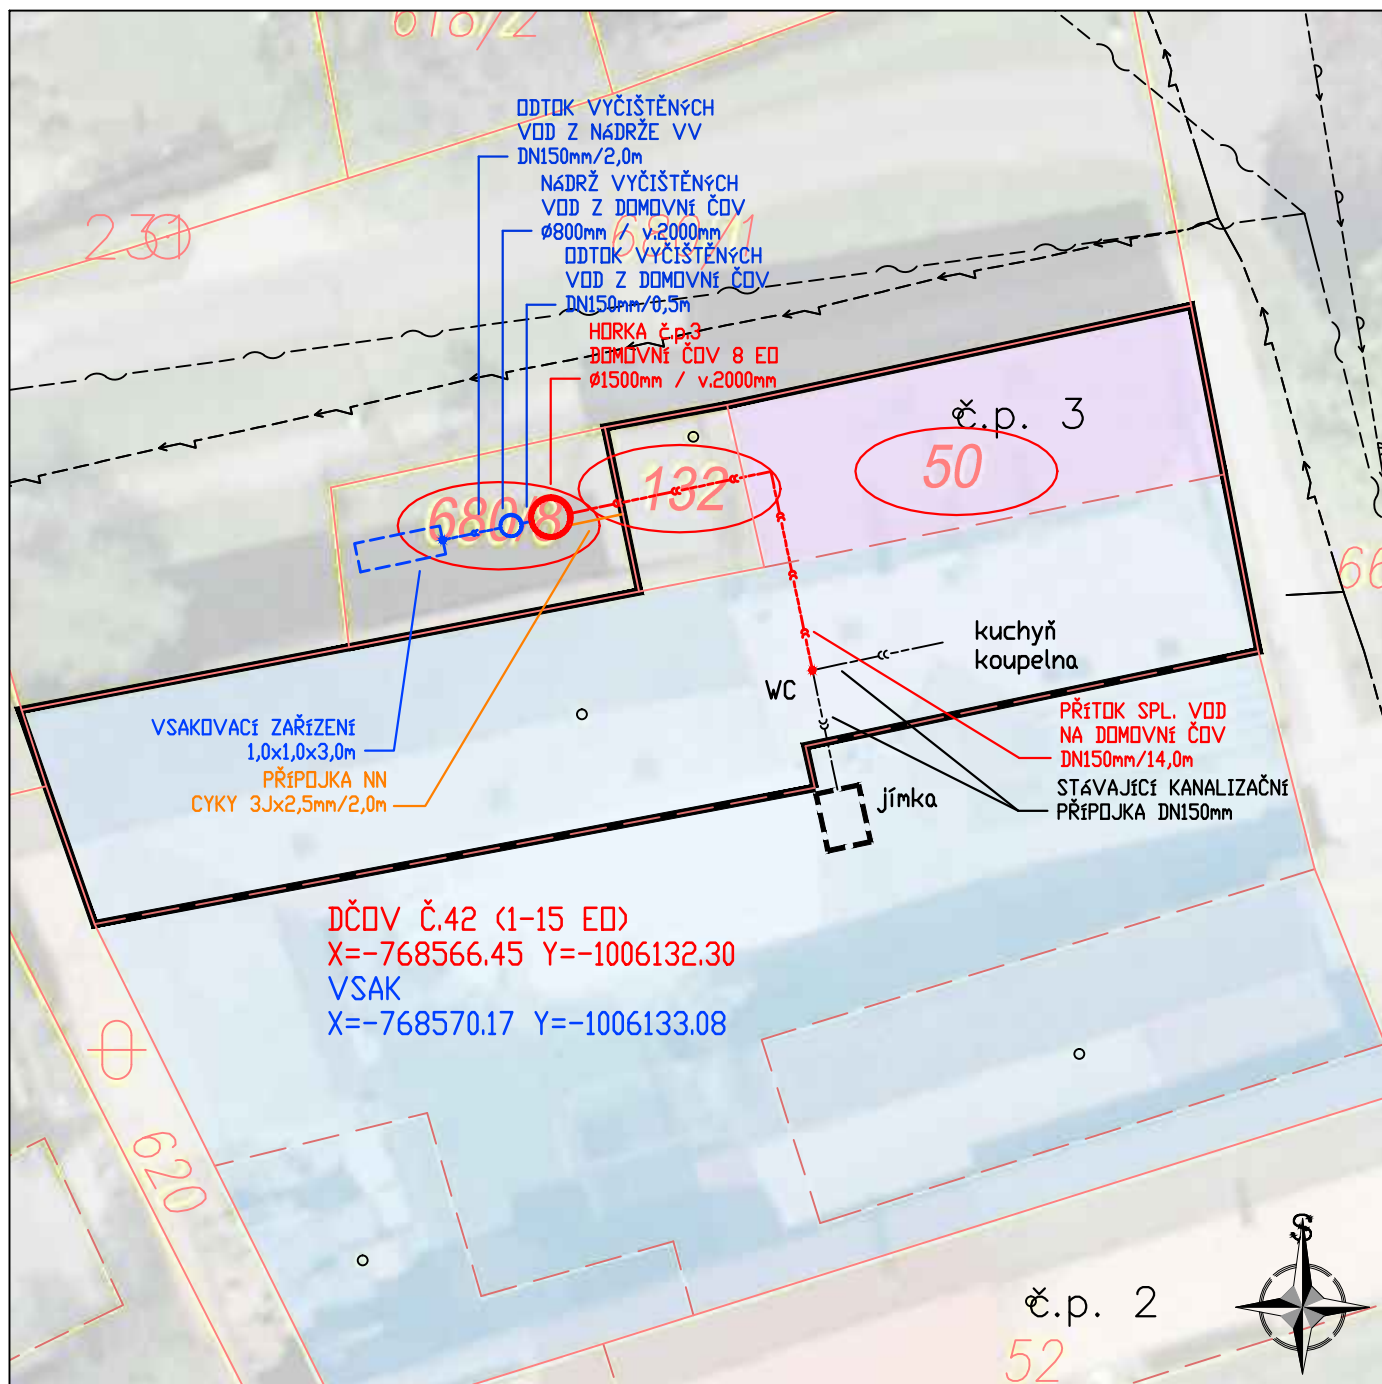 618/2
ODTOK VYČIŠTĚNÝCH
VOD Z NÁDRŽE VV
DN150mm/2,0m
NÁDRŽ VYČIŠTĚNÝCH
VOD Z DOMOVNÍ ČOV
Ø800mm / v.2000mm
231
680/1
ODTOK VYČIŠTĚNÝCH
VOD Z DOMOVNÍ ČOV
DN150mm/0,5m
HORKA č.p.3
DOMOVNÍ ČOV 8 EO
Ø1500mm / v.2000mm
č.p. 3
50
132
680/8
66
kuchyň
koupelna
WC
VSAKOVACÍ ZAŘÍZENÍ
1,0x1,0x3,0m
PŘÍPOJKA NN
CYKY 3Jx2,5mm/2,0m
PŘÍTOK SPL. VOD
NA DOMOVNÍ ČOV
DN150mm/14,0m
STÁVAJÍCÍ KANALIZAČNÍ
PŘÍPOJKA DN150mm
jímka
DČOV Č.42 (1-15 EO)
X=-768566.45 Y=-1006132.30
VSAK
X=-768570.17 Y=-1006133.08
620
S
č.p. 2
52